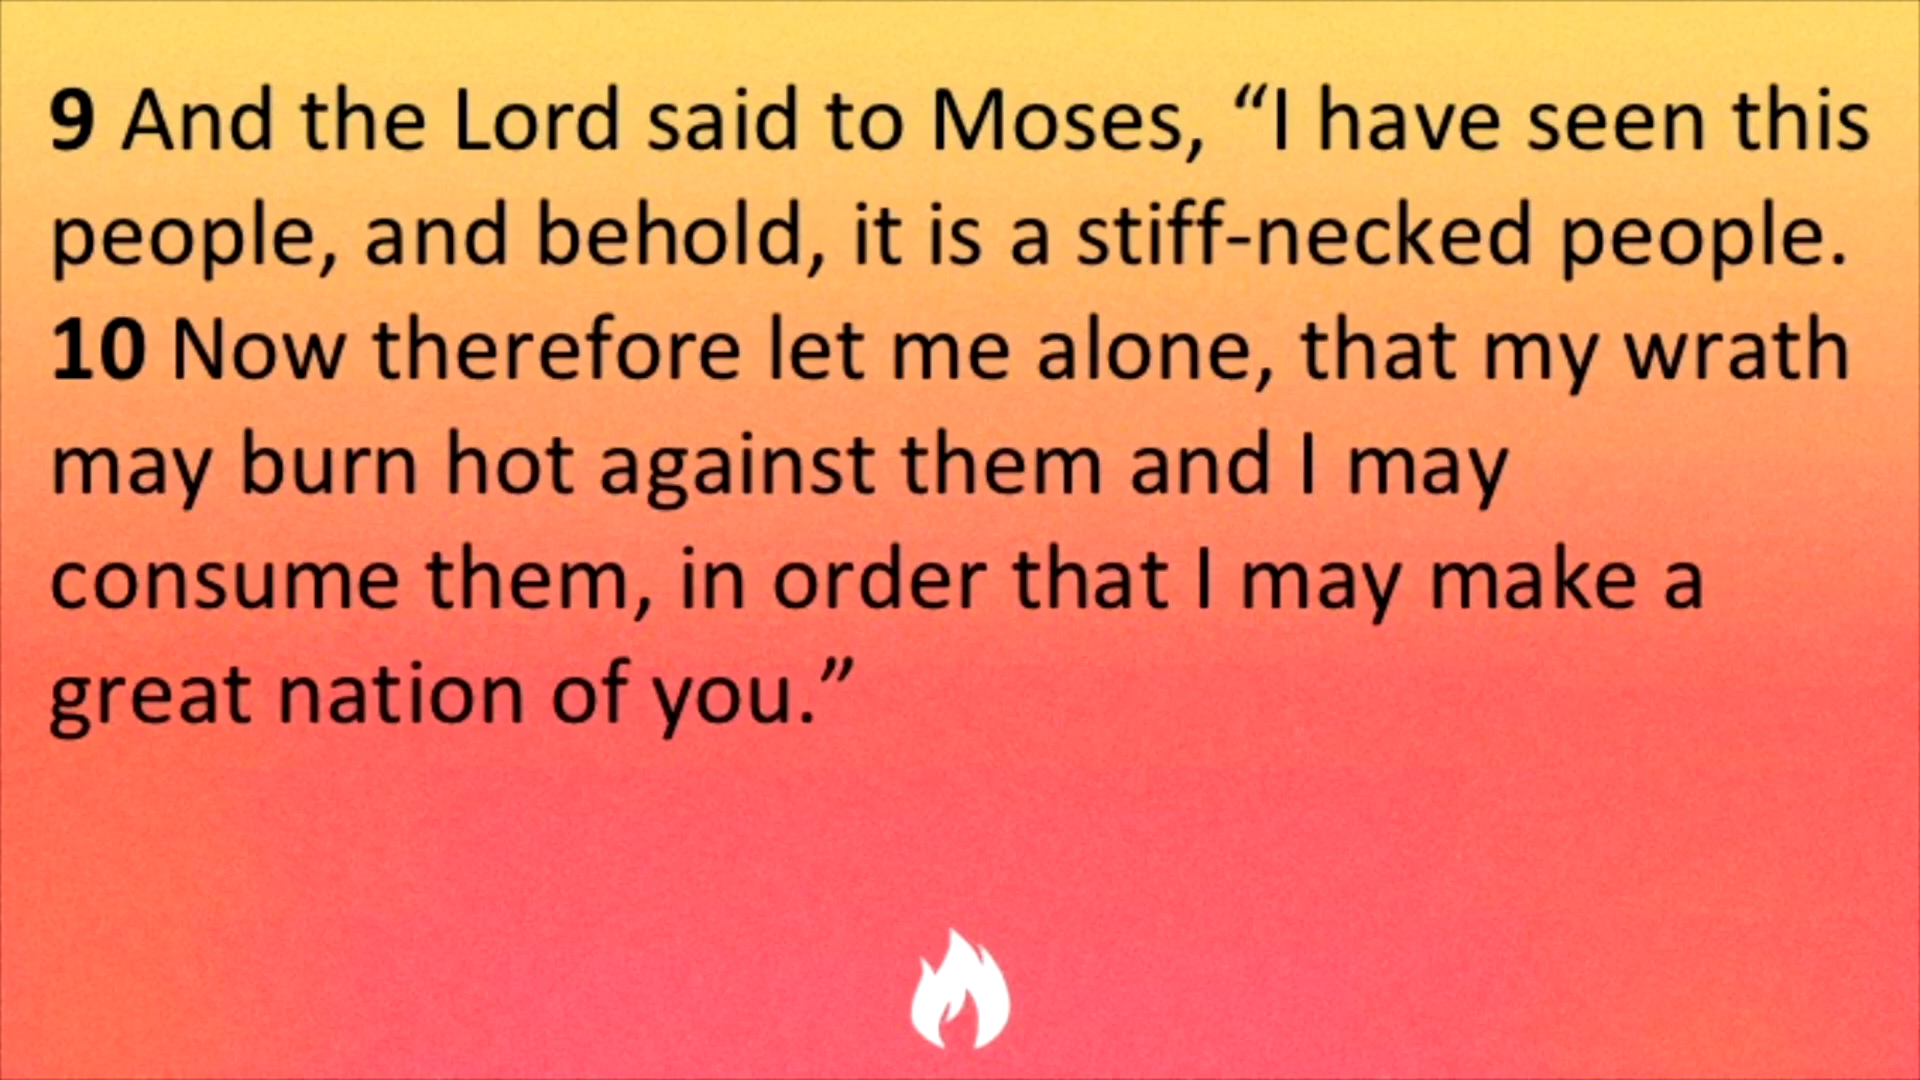 9 And the Lord said to Moses, “I have seen this
people, and behold, it is a stiff-necked people.
10 Now therefore let me alone, that my wrath
may burn hot against them and I may
consume them, in order that I may make a
great nation of you.”